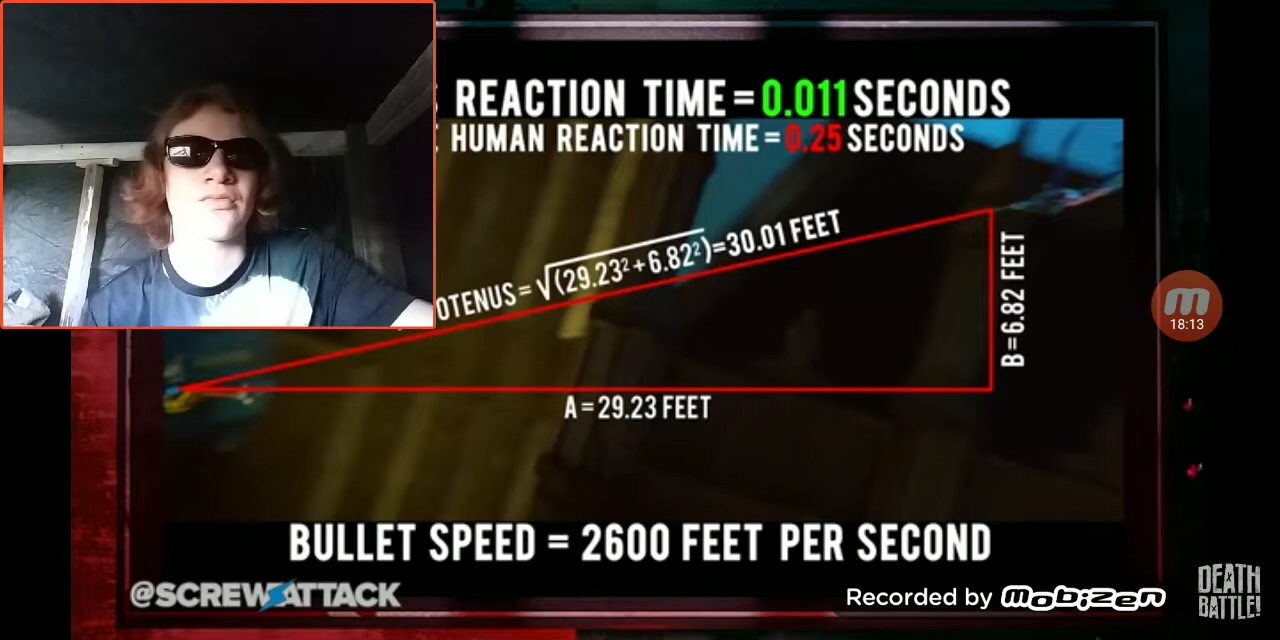 REACTION TIME = 0.011 SECONDS
HUMAN REACTION TIME = 0.25 SECONDS
OTENUS = √(29.23²+6.82²)=30.01 FEET
B=6.82 FEET
A=29.23 FEET
BULLET SPEED = 2600 FEET PER SECOND
18:13
@SCREWATTACK
Recorded by mobizen
DEATH
BATTLE!